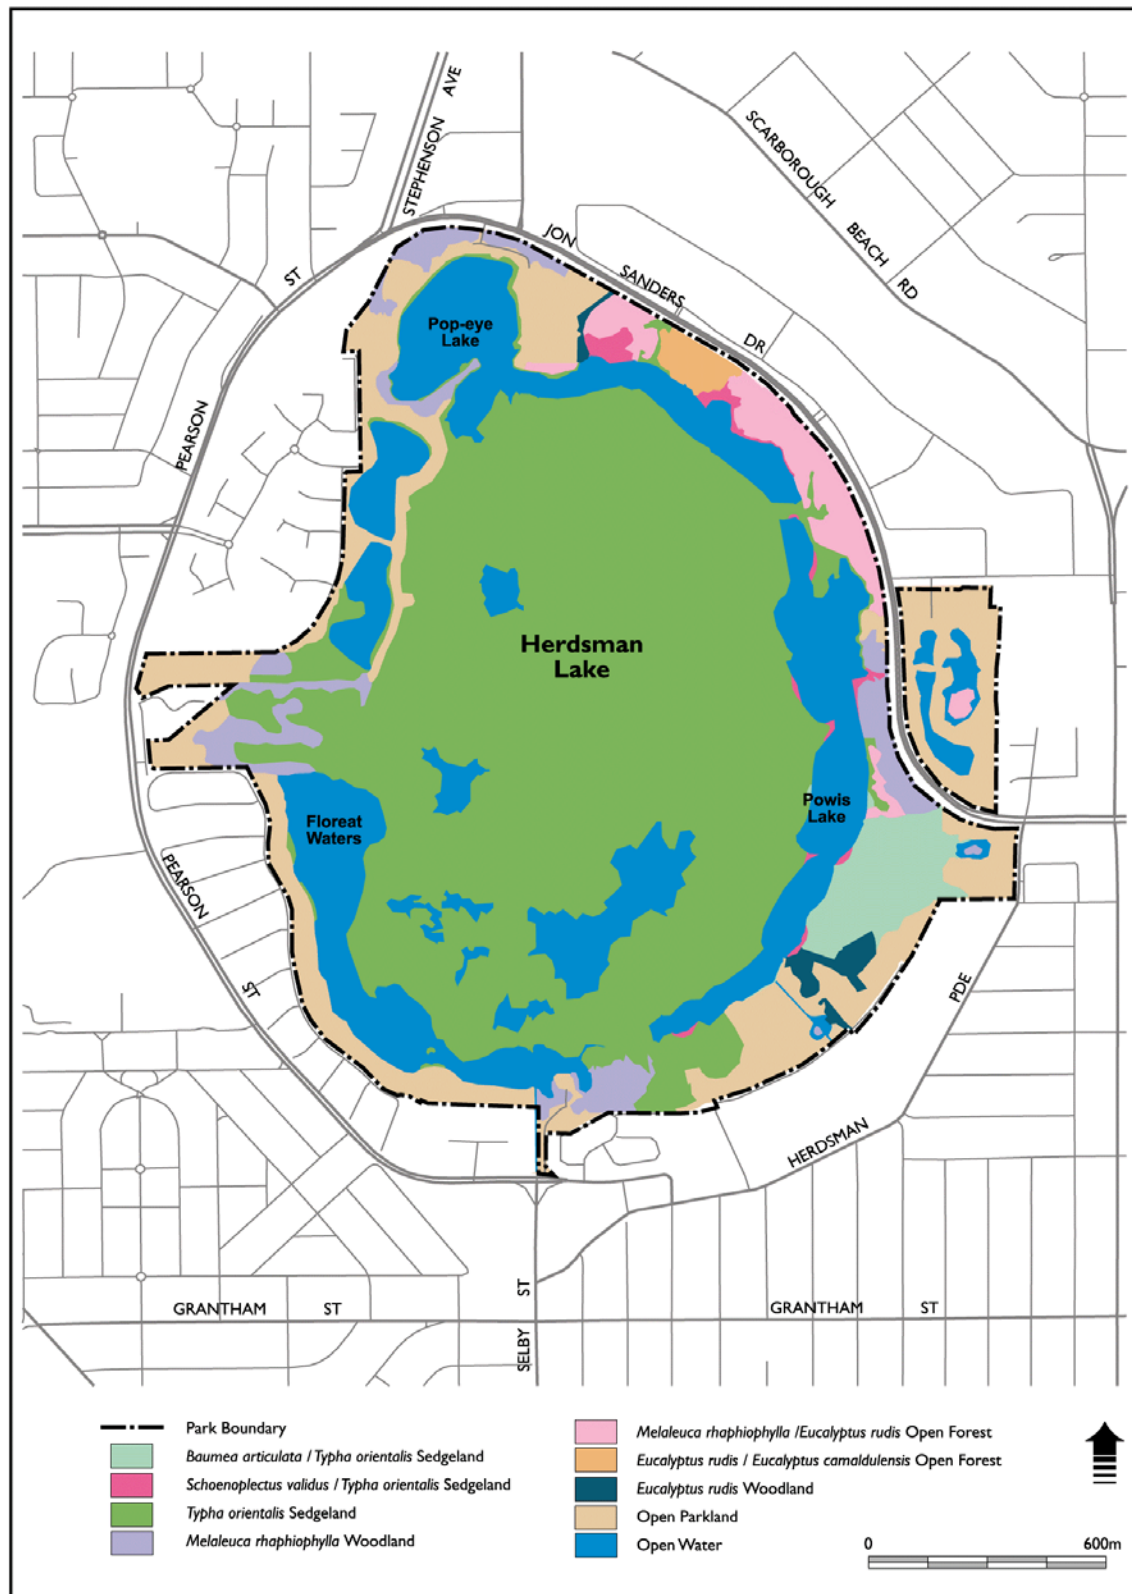 STEPHENSON AVE
SCARBOROUGH BEACH RD
JON SANDERS DR
PEARSON ST
Pop-eye
Lake
Herdsman
Lake
Floreat
Waters
Powis
Lake
PEARSON ST
HERDSMAN PDE
GRANTHAM ST
GRANTHAM ST
SELBY ST
Park Boundary
Baumea articulata / Typha orientalis Sedgeland
Schoenoplectus validus / Typha orientalis Sedgeland
Typha orientalis Sedgeland
Melaleuca rhaphiophylla Woodland
Melaleuca rhaphiophylla /Eucalyptus rudis Open Forest
Eucalyptus rudis / Eucalyptus camaldulensis Open Forest
Eucalyptus rudis Woodland
Open Parkland
Open Water
0 600m